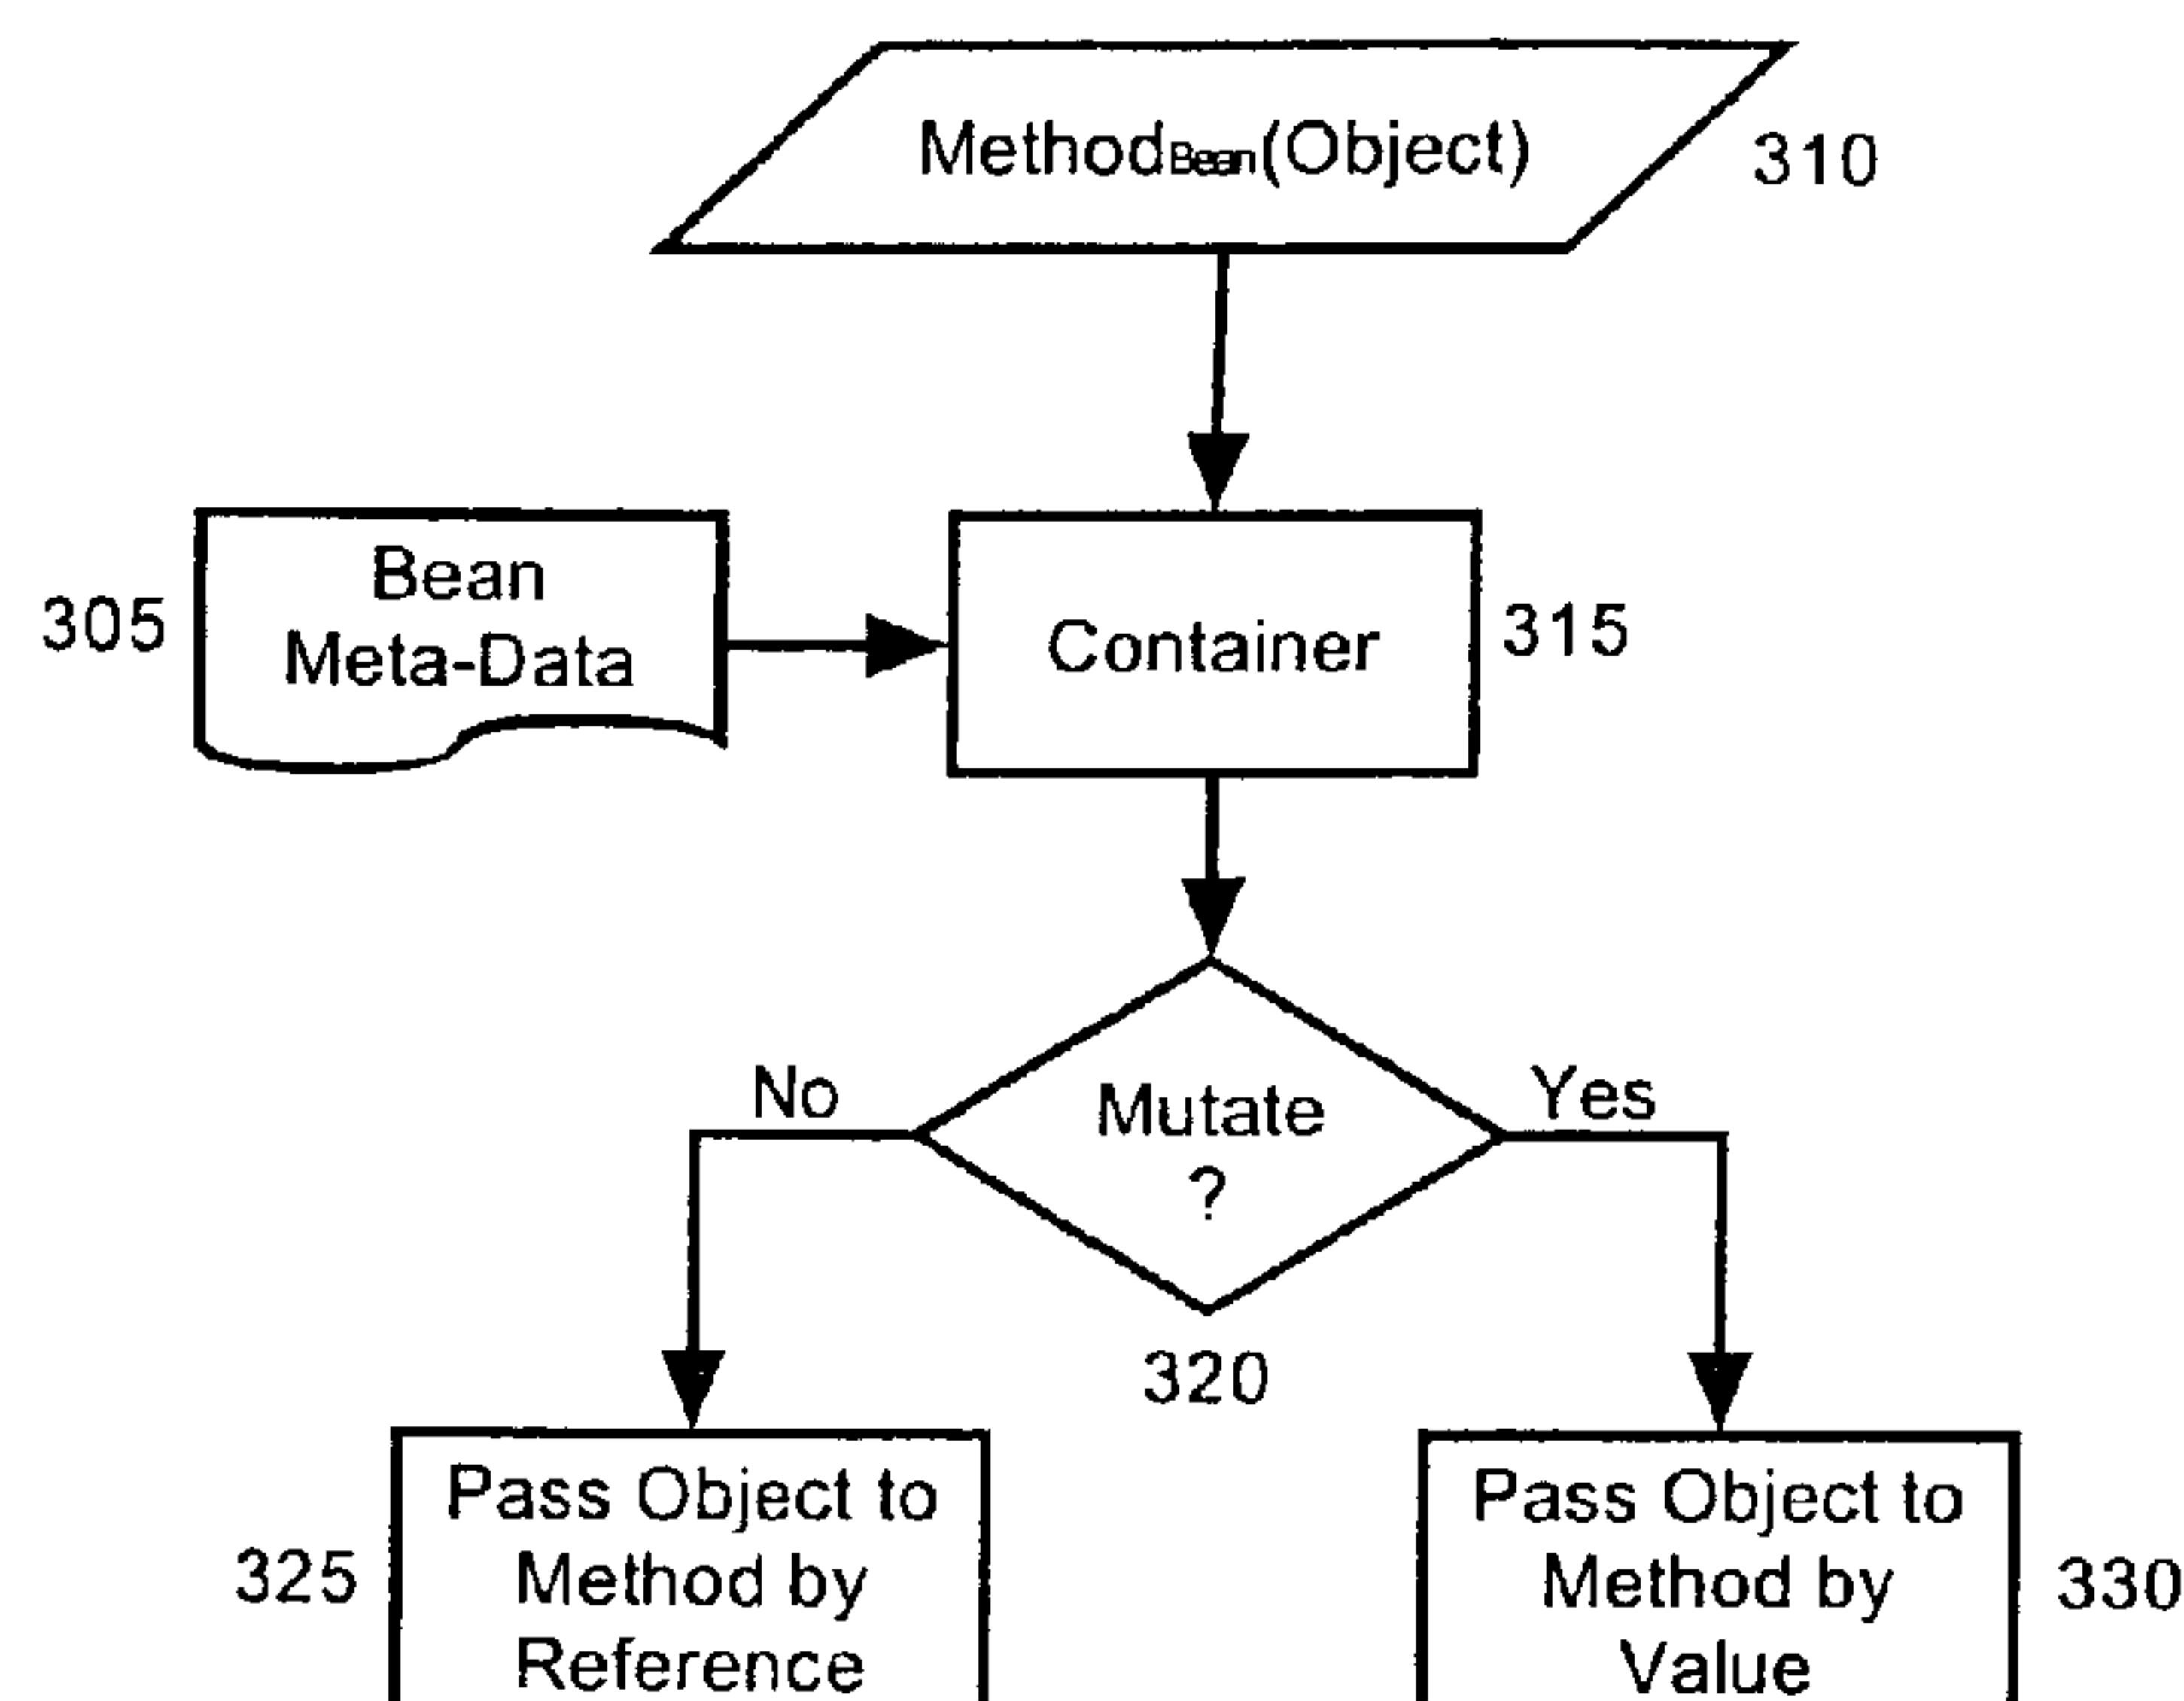 MethodBean(Object)
310
Bean
Meta-Data
305
Container
315
No
Mutate
?
Yes
320
Pass Object to
Method by
Reference
325
Pass Object to
Method by
Value
330